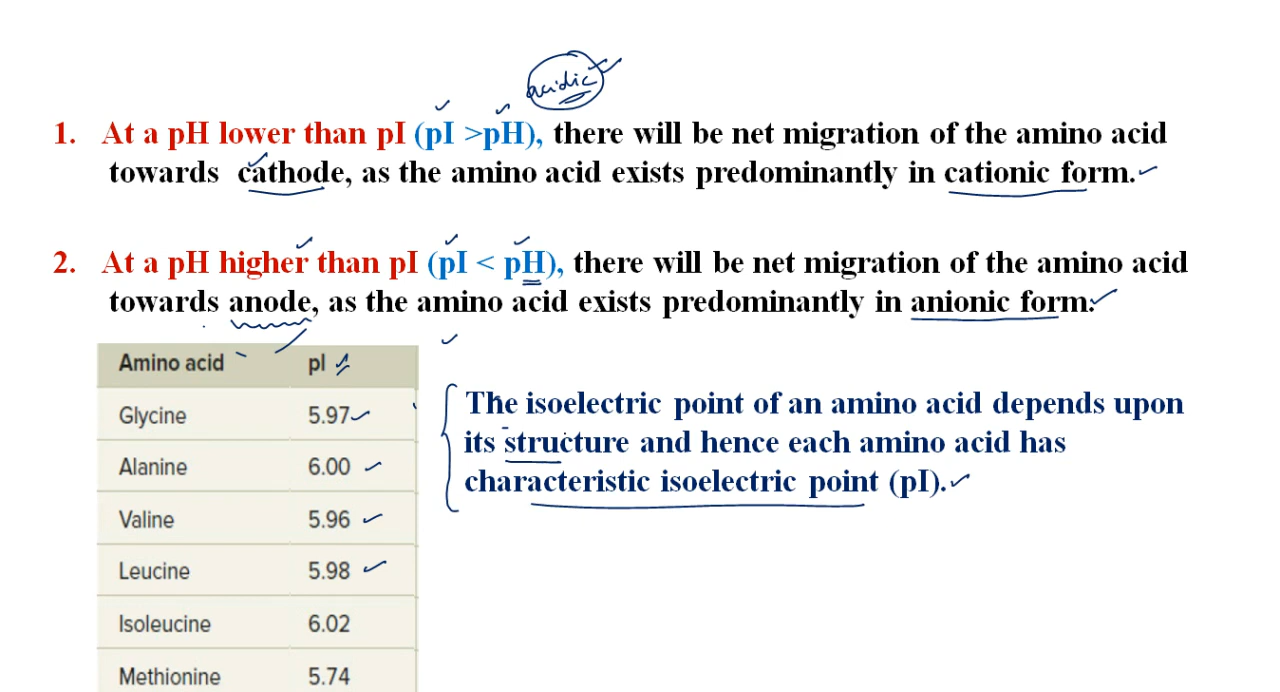 acidic
1. At a pH lower than pI (pI >pH), there will be net migration of the amino acid
towards cathode, as the amino acid exists predominantly in cationic form.
2. At a pH higher than pI (pI < pH), there will be net migration of the amino acid
towards anode, as the amino acid exists predominantly in anionic form.
Amino acid pI
Glycine 5.97
Alanine 6.00
Valine 5.96
Leucine 5.98
Isoleucine 6.02
Methionine 5.74
The isoelectric point of an amino acid depends upon
its structure and hence each amino acid has
characteristic isoelectric point (pI).